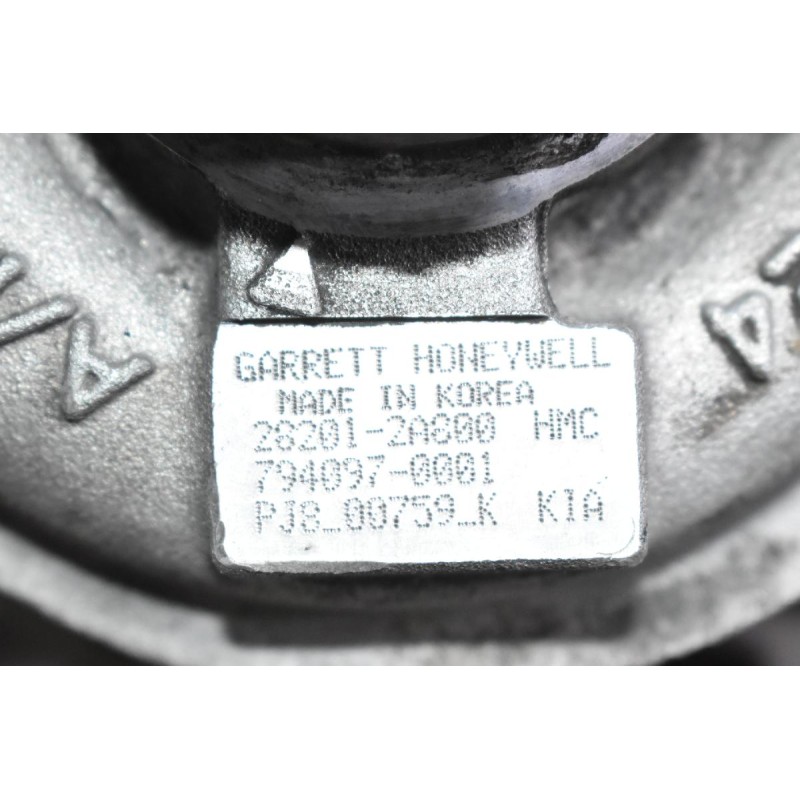 GARRETT HONEYWELL
MADE IN KOREA
28201-2A800 HMC
794097-0001
PJ8_00759_K KIA